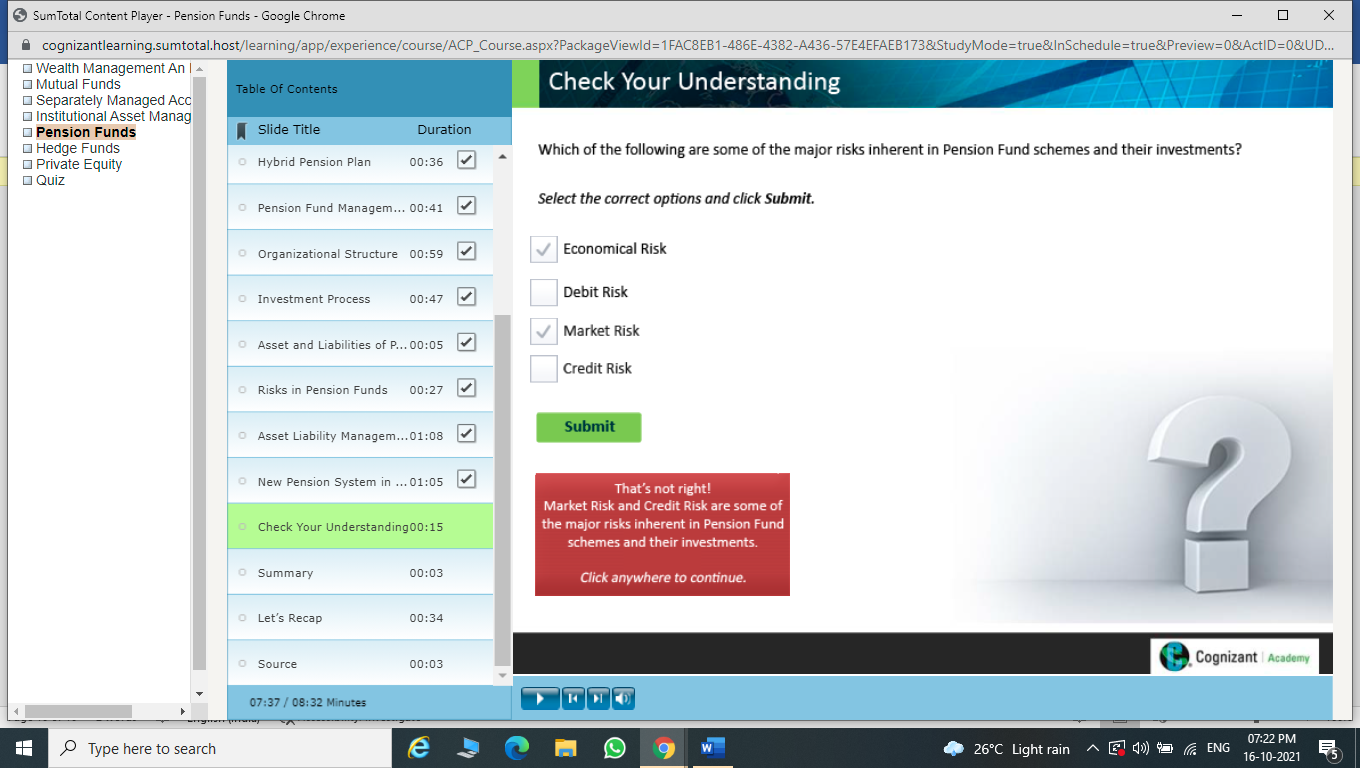 SumTotal Content Player - Pension Funds - Google Chrome
cognizantlearning.sumtotal.host/learning/app/experience/course/ACP_Course.aspx?PackageViewId=1FAC8EB1-486E-4382-A436-57E4EFAEB173&StudyMode=true&InSchedule=true&Preview=0&ActID=0&UD...
Wealth Management An
Mutual Funds
Separately Managed Acc
Institutional Asset Manag
Pension Funds
Hedge Funds
Private Equity
Quiz
Table Of Contents
Slide Title Duration
Hybrid Pension Plan 00:36
Pension Fund Managem... 00:41
Organizational Structure 00:59
Investment Process 00:47
Asset and Liabilities of P... 00:05
Risks in Pension Funds 00:27
Asset Liability Managem... 01:08
New Pension System in ... 01:05
Check Your Understanding 00:15
Summary 00:03
Let's Recap 00:34
Source 00:03
07:37 / 08:32 Minutes
Check Your Understanding
Which of the following are some of the major risks inherent in Pension Fund schemes and their investments?
Select the correct options and click Submit.
Economical Risk
Debit Risk
Market Risk
Credit Risk
Submit
That's not right!
Market Risk and Credit Risk are some of
the major risks inherent in Pension Fund
schemes and their investments.
Click anywhere to continue.
Cognizant | Academy
Type here to search
26°C Light rain
ENG
07:22 PM
16-10-2021
5